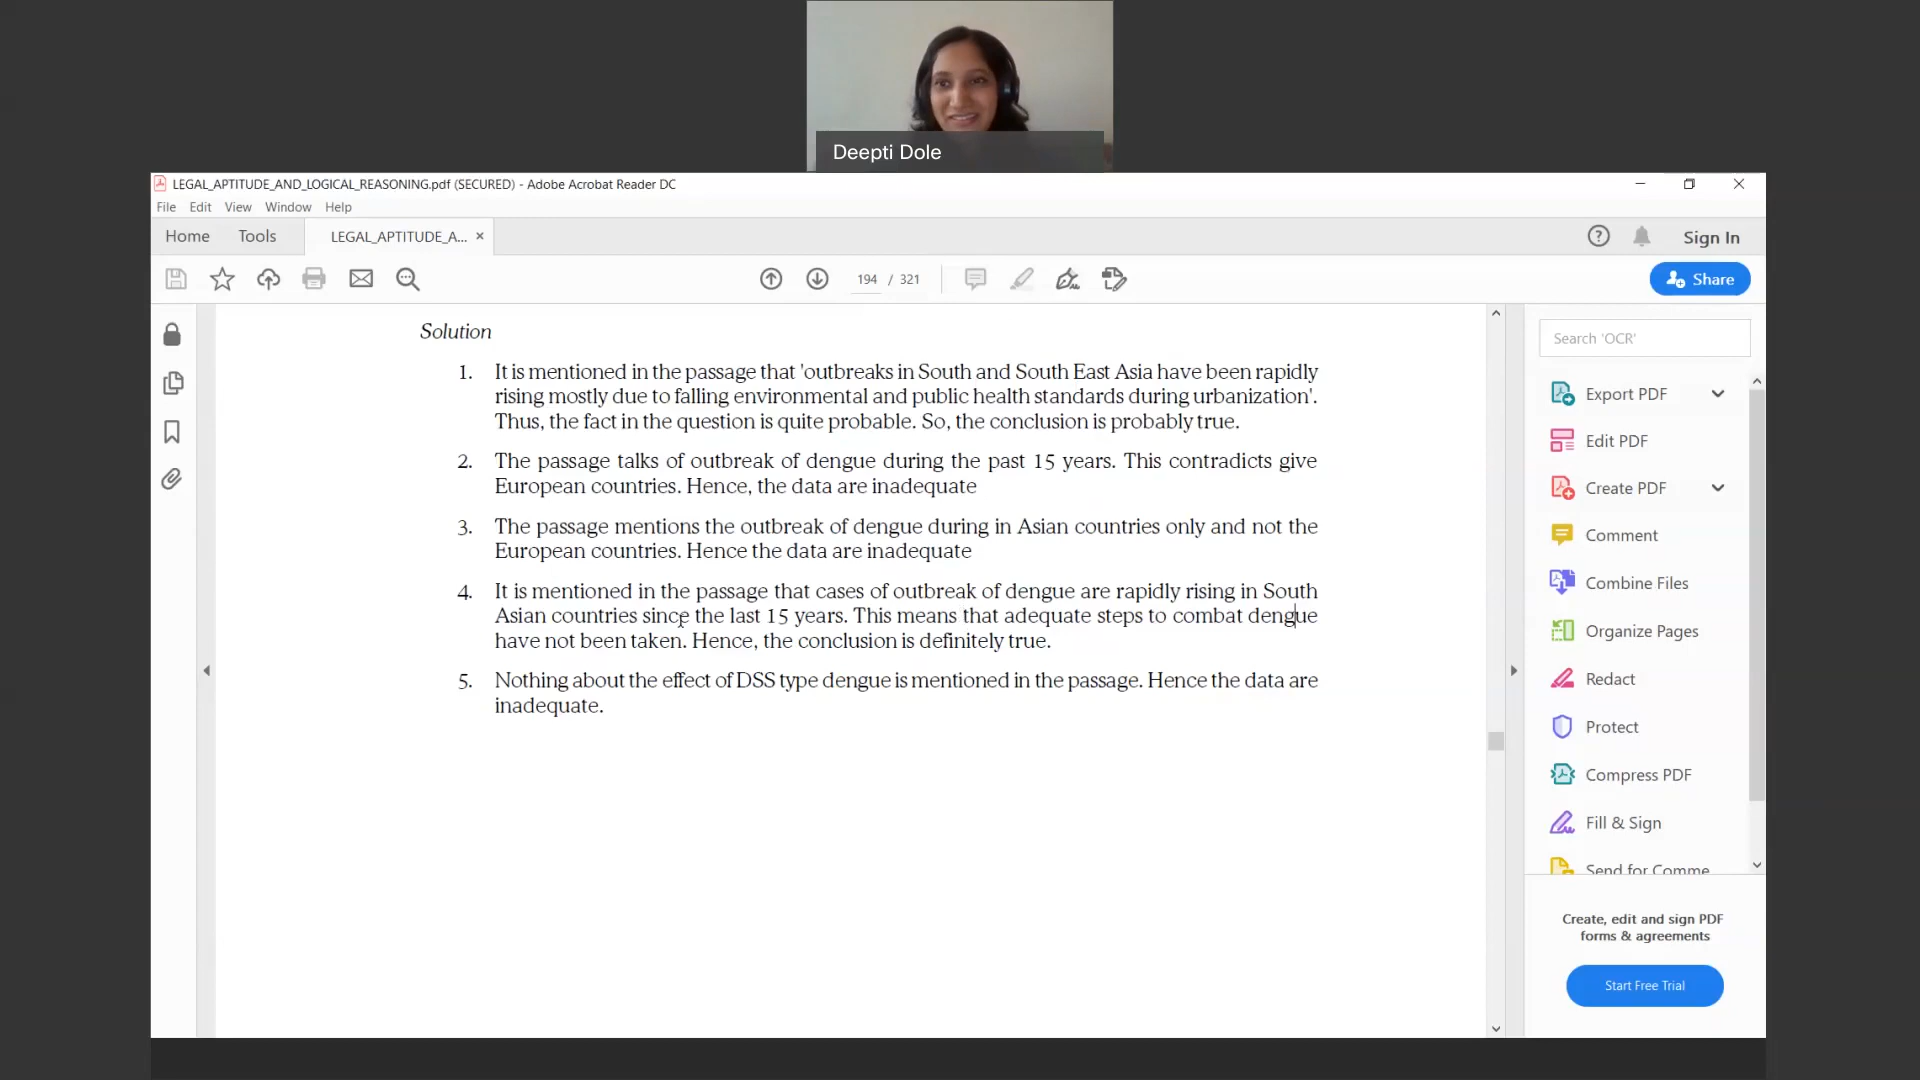 Deepti Dole
LEGAL_APTITUDE_AND_LOGICAL_REASONING.pdf (SECURED) - Adobe Acrobat Reader DC
File Edit View Window Help
Home Tools LEGAL_APTITUDE_A... × Sign In
194 / 321 Share
Solution
1. It is mentioned in the passage that 'outbreaks in South and South East Asia have been rapidly
rising mostly due to falling environmental and public health standards during urbanization'.
Thus, the fact in the question is quite probable. So, the conclusion is probably true.
2. The passage talks of outbreak of dengue during the past 15 years. This contradicts give
European countries. Hence, the data are inadequate
3. The passage mentions the outbreak of dengue during in Asian countries only and not the
European countries. Hence the data are inadequate
4. It is mentioned in the passage that cases of outbreak of dengue are rapidly rising in South
Asian countries since the last 15 years. This means that adequate steps to combat dengue
have not been taken. Hence, the conclusion is definitely true.
5. Nothing about the effect of DSS type dengue is mentioned in the passage. Hence the data are
inadequate.
Search 'OCR'
Export PDF
Edit PDF
Create PDF
Comment
Combine Files
Organize Pages
Redact
Protect
Compress PDF
Fill & Sign
Send for Comme
Create, edit and sign PDF
forms & agreements
Start Free Trial